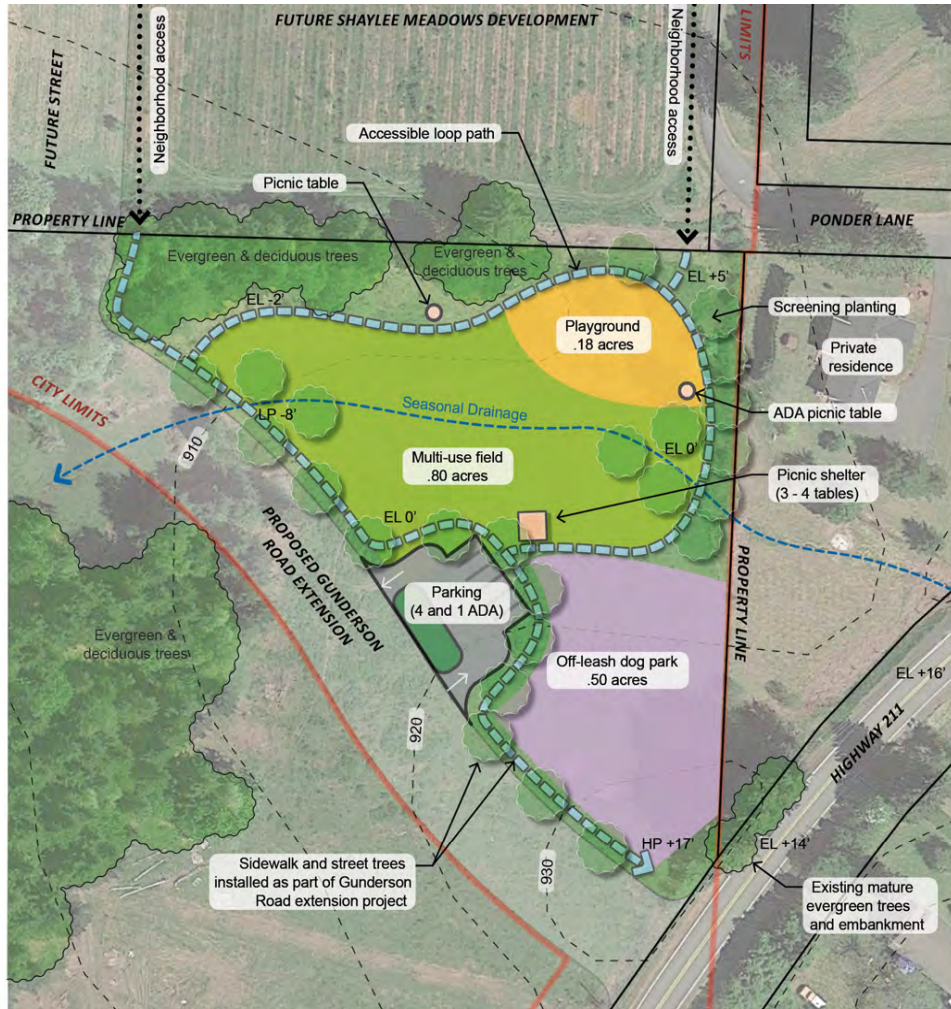 FUTURE SHAYLEE MEADOWS DEVELOPMENT
LIMITS
FUTURE STREET
Neighborhood access
Neighborhood access
Accessible loop path
Picnic table
PROPERTY LINE
PONDER LANE
Evergreen & deciduous trees
Evergreen &
deciduous trees
EL +5'
EL -2'
Screening planting
Playground
.18 acres
Private
residence
CITY LIMITS
Seasonal Drainage
LP -8'
ADA picnic table
910
EL 0'
Multi-use field
.80 acres
Picnic shelter
(3 - 4 tables)
EL 0'
PROPOSED GUNDERSON
ROAD EXTENSION
PROPERTY LINE
Parking
(4 and 1 ADA)
Evergreen &
deciduous trees
Off-leash dog park
.50 acres
EL +16'
920
HIGHWAY 211
HP +17'
EL +14'
Sidewalk and street trees
installed as part of Gunderson
Road extension project
930
Existing mature
evergreen trees
and embankment